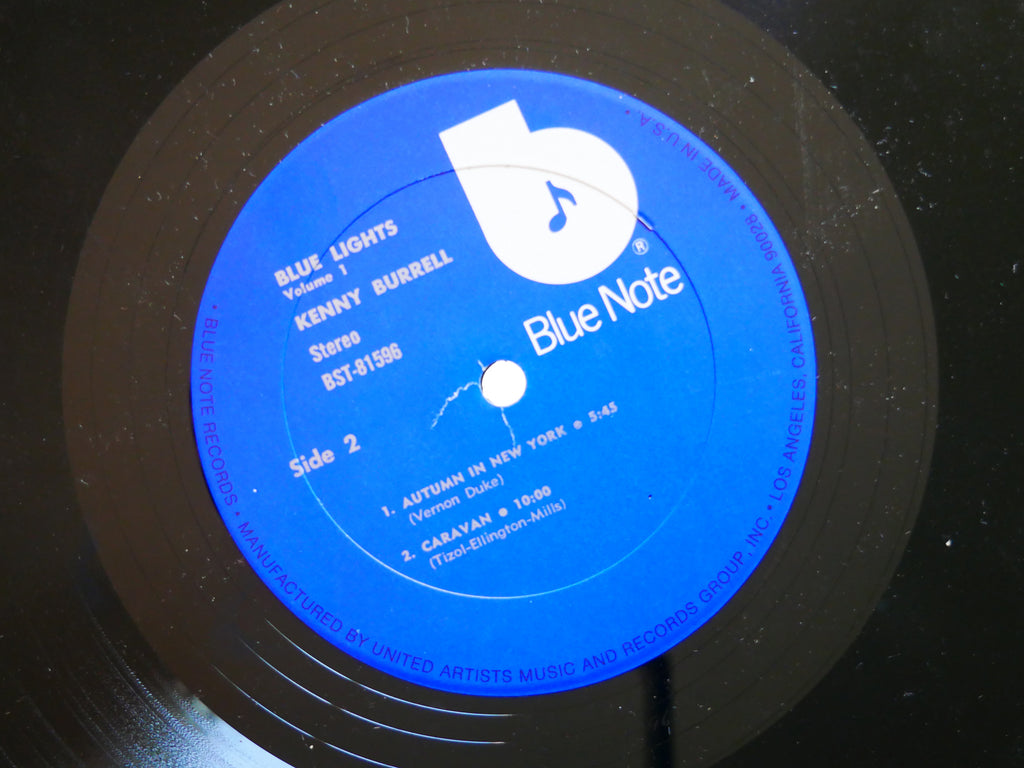 BLUE LIGHTS
Volume 1
KENNY BURRELL
Stereo
BST-81596
Side 2
®
Blue Note
1. AUTUMN IN NEW YORK ● 5:45
(Vernon Duke)
2. CARAVAN ● 10:00
(Tizol-Ellington-Mills)
• BLUE NOTE RECORDS • MANUFACTURED BY UNITED ARTISTS MUSIC AND RECORDS GROUP, INC. • LOS ANGELES, CALIFORNIA 90028 • MADE IN U.S.A. •